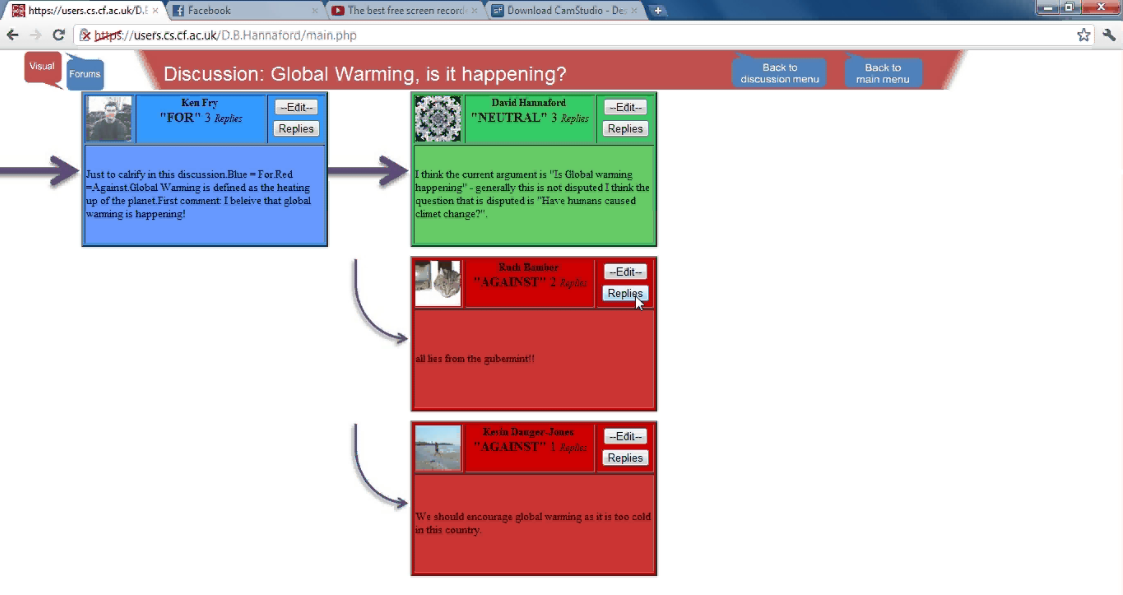 https://users.cs.cf.ac.uk/D.B
Facebook
The best free screen record
Download CamStudio - De
https://users.cs.cf.ac.uk/D.B.Hannaford/main.php
Visual
Forums
Discussion: Global Warming, is it happening?
Back to
discussion menu
Back to
main menu
Ken Fry
"FOR" 3 Replies
--Edit--
Replies
Just to calrify in this discussion.Blue = For.Red
=Against.Global Warming is defined as the heating
up of the planet.First comment: I beleive that global
warming is happening!
David Hannaford
"NEUTRAL" 3 Replies
--Edit--
Replies
I think the current argument is "Is Global warming
happening" - generally this is not disputed I think the
question that is disputed is "Have humans caused
climet change?".
Ruth Bamber
"AGAINST" 2 Replies
--Edit--
Replies
all lies from the gubermint!!
Kevin Danger-Jones
"AGAINST" 1 Replies
--Edit--
Replies
We should encourage global warming as it is too cold
in this country.